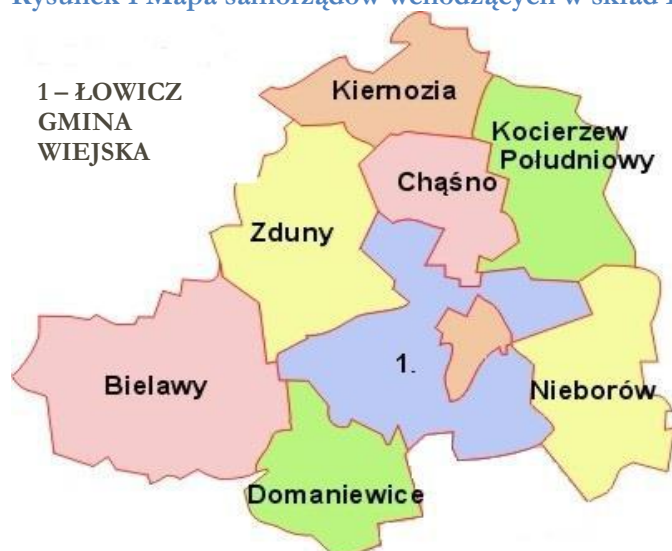 Rysunek 1 Mapa samorządów wchodzących w skład
1 – ŁOWICZ
GMINA
WIEJSKA
Kiernozia
Kocierzew
Południowy
Chąśno
Zduny
1.
Bielawy
Nieborów
Domaniewice